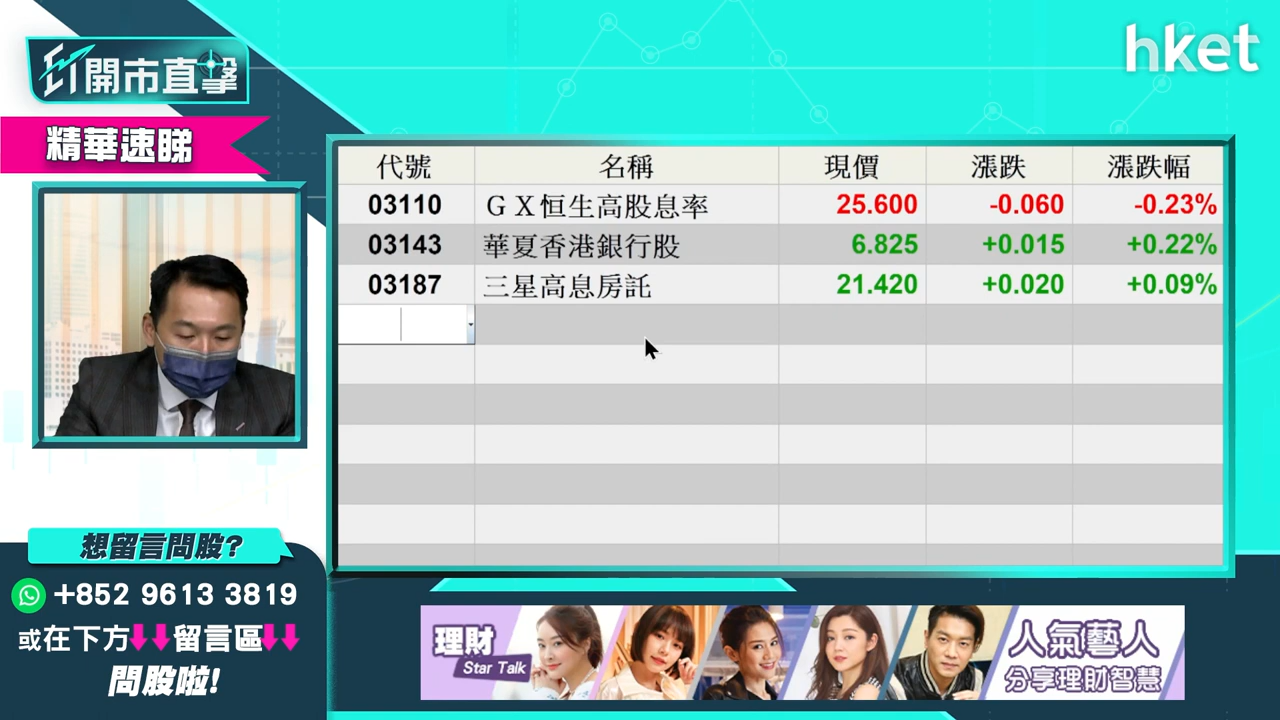 hket
ET開市直擊
精華速睇
代號 名稱 現價 漲跌 漲跌幅
03110 ＧＸ恒生高股息率 25.600 -0.060 -0.23%
03143 華夏香港銀行股 6.825 +0.015 +0.22%
03187 三星高息房託 21.420 +0.020 +0.09%
想留言問股?
+852 9613 3819
或在下方留言區
問股啦!
理財
Star Talk
人氣藝人
分享理財智慧